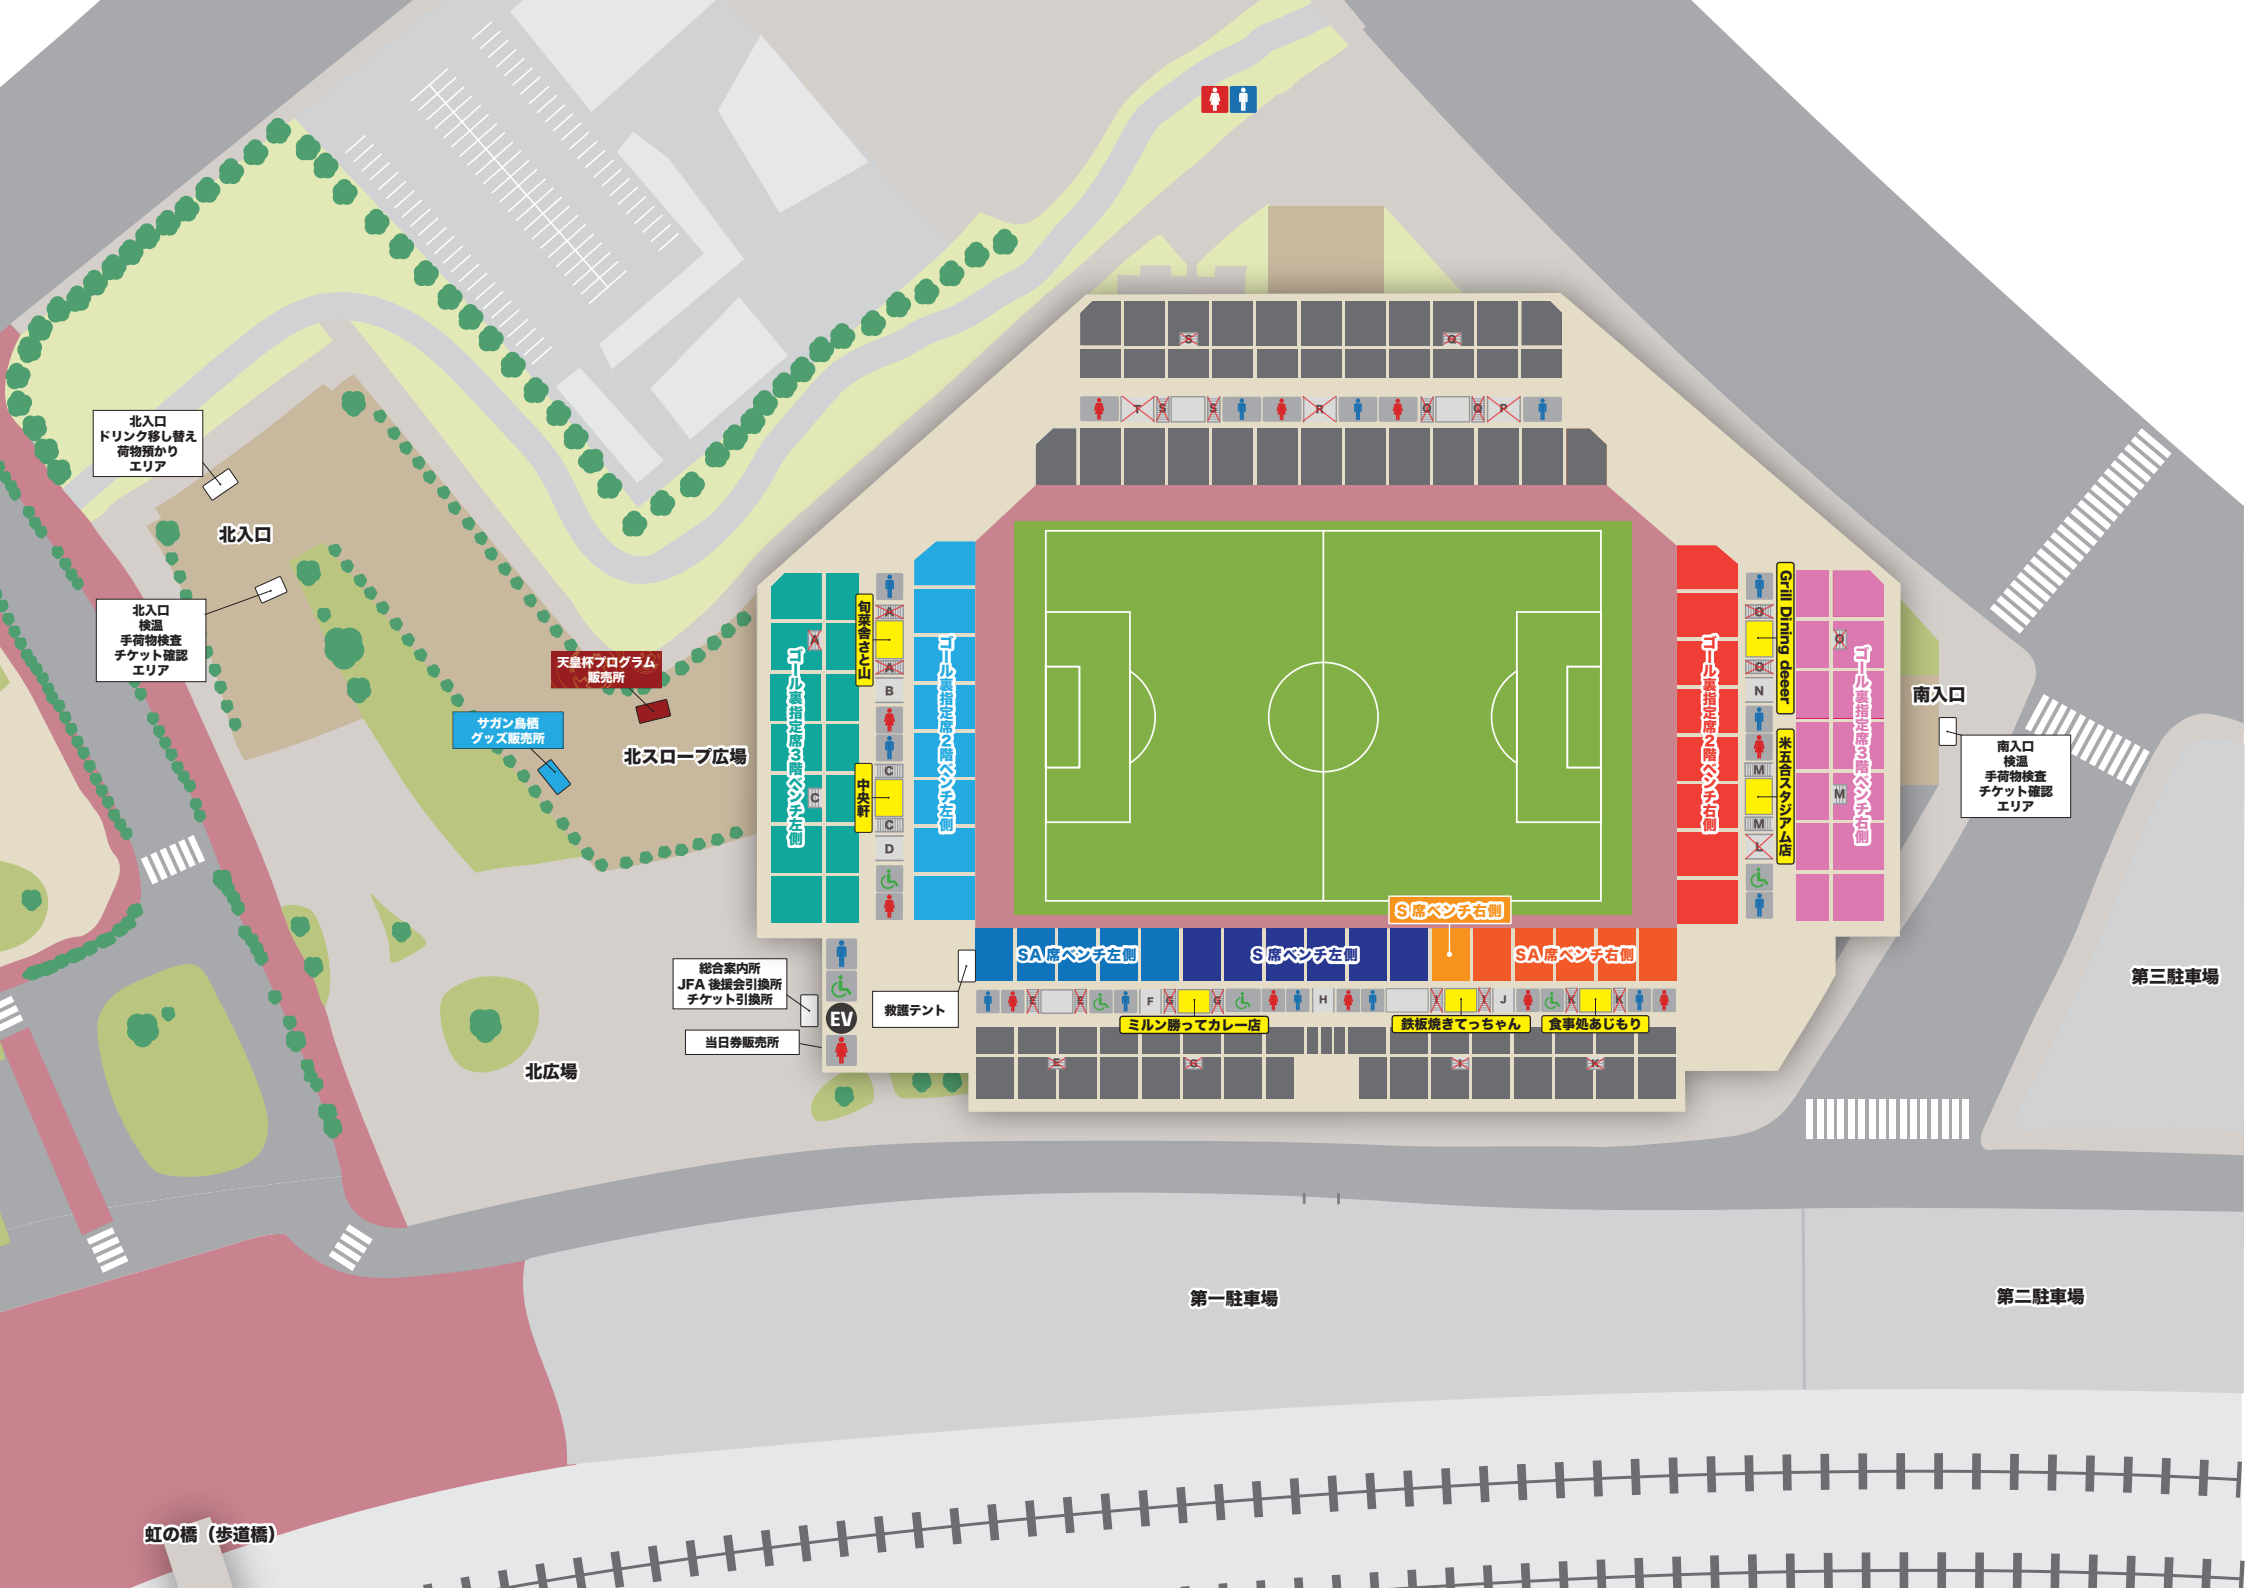 北入口
ドリンク移し替え
荷物預かり
エリア
北入口
北入口
検温
手荷物検査
チケット確認
エリア
天皇杯プログラム
販売所
サガン鳥栖
グッズ販売所
北スロープ広場
S
Q
T
S
S
R
Q
Q
P
旬菜舎さと山
中央軒
ゴール裏指定席3階ベンチ左側
A
C
A
A
B
C
C
D
ゴール裏指定席2階ベンチ左側
ゴール裏指定席2階ベンチ右側
O
O
N
M
M
L
Grill Dining deeer
米五合スタジアム店
O
M
ゴール裏指定席3階ベンチ右側
南入口
南入口
検温
手荷物検査
チケット確認
エリア
S席ベンチ右側
SA席ベンチ左側
S席ベンチ左側
SA席ベンチ右側
総合案内所
JFA後援会引換所
チケット引換所
当日券販売所
EV
救護テント
E
E
F
G
G
H
I
I
J
K
K
ミルン勝ってカレー店
鉄板焼きてっちゃん
食事処あじもり
E
G
I
K
北広場
第三駐車場
第一駐車場
第二駐車場
虹の橋（歩道橋）